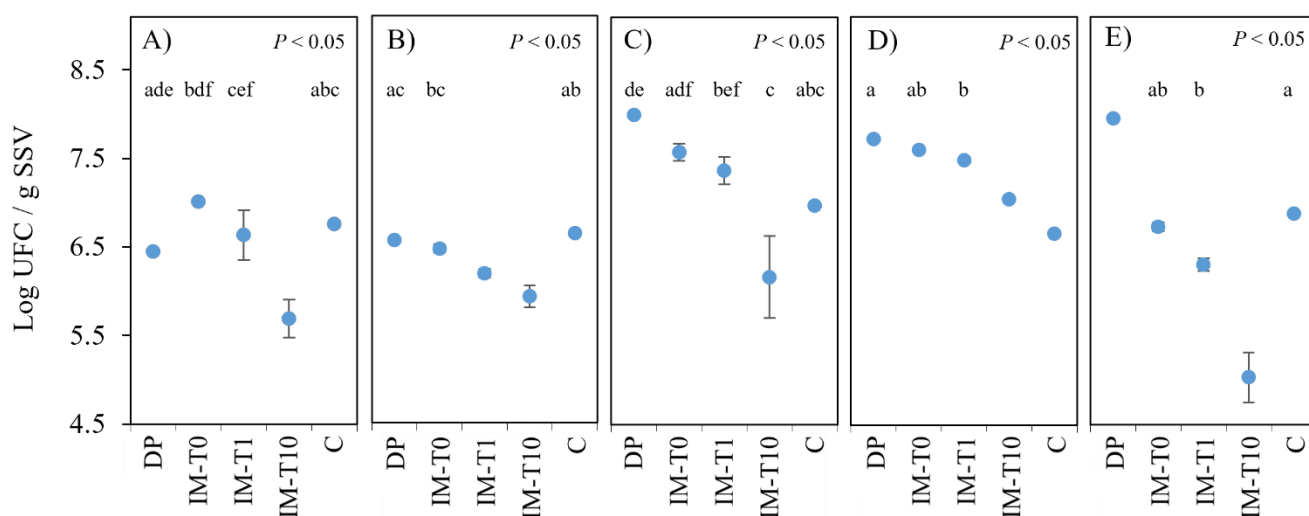 A) P < 0.05
B) P < 0.05
C) P < 0.05
D) P < 0.05
E) P < 0.05
8.5
7.5
6.5
5.5
4.5
Log UFC / g SSV
ade bdf cef abc
ac bc ab
de adf bef c abc
a ab b
ab b a
DP IM-T0 IM-T1 IM-T10 C
DP IM-T0 IM-T1 IM-T10 C
DP IM-T0 IM-T1 IM-T10 C
DP IM-T0 IM-T1 IM-T10 C
DP IM-T0 IM-T1 IM-T10 C